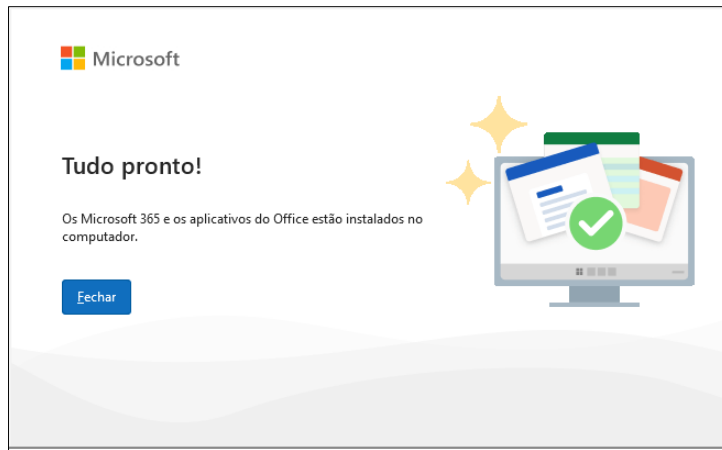 Microsoft
Tudo pronto!
Os Microsoft 365 e os aplicativos do Office estão instalados no
computador.
Fechar